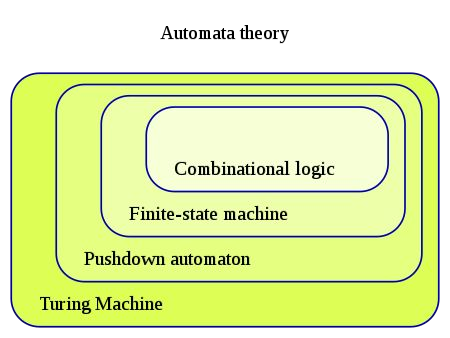 Automata theory
Combinational logic
Finite-state machine
Pushdown automaton
Turing Machine